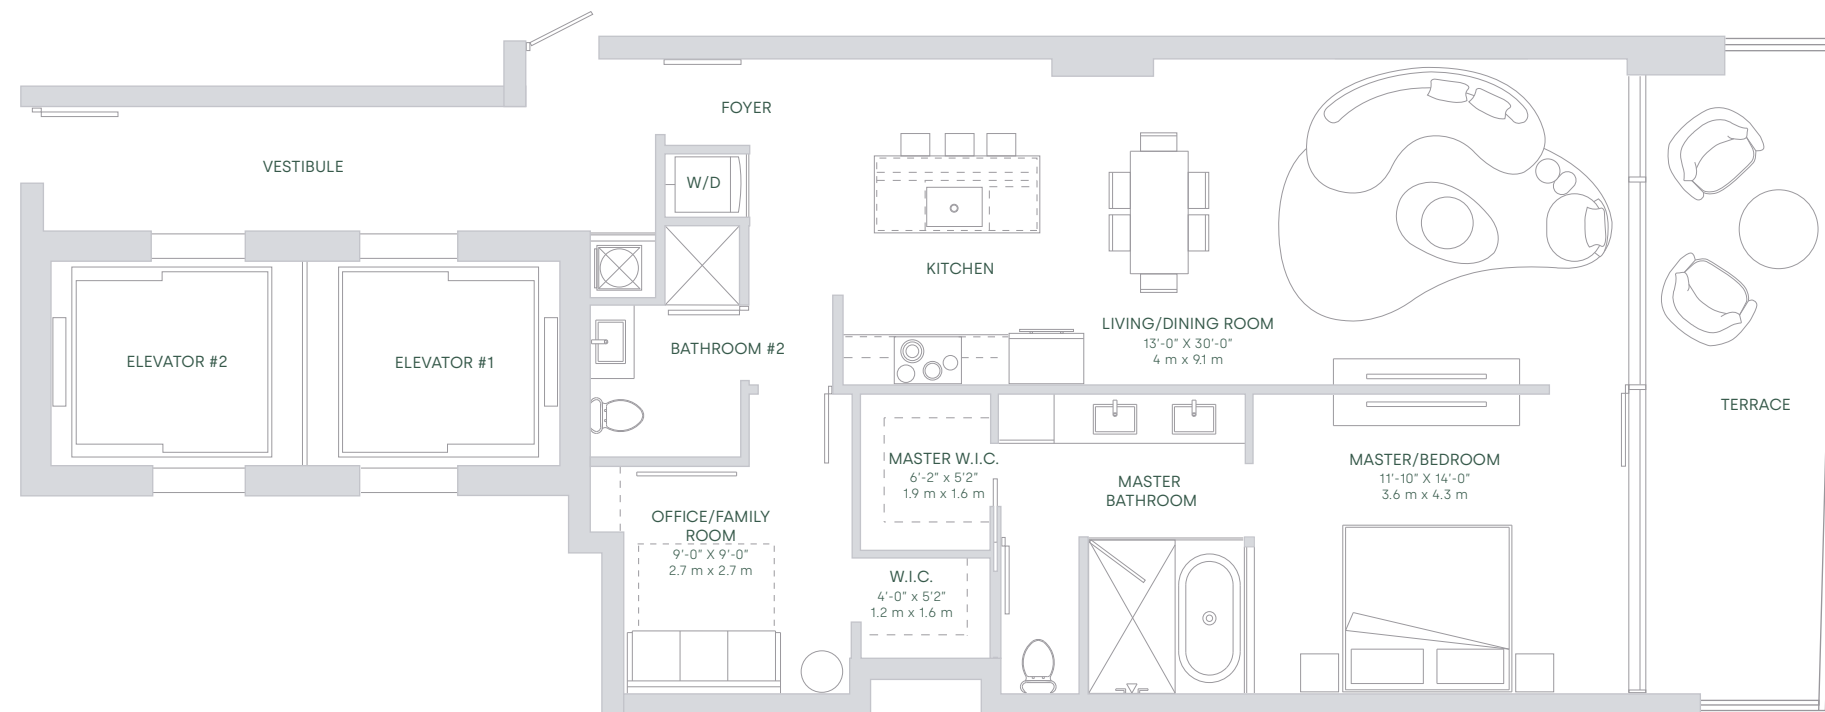 FOYER
VESTIBULE
W/D
KITCHEN
LIVING/DINING ROOM
13'-0" X 30'-0"
4 m x 9.1 m
ELEVATOR #2
ELEVATOR #1
BATHROOM #2
TERRACE
MASTER W.I.C.
6'-2" x 5'2"
1.9 m x 1.6 m
MASTER
BATHROOM
MASTER/BEDROOM
11'-10" X 14'-0"
3.6 m x 4.3 m
OFFICE/FAMILY
ROOM
9'-0" X 9'-0"
2.7 m x 2.7 m
W.I.C.
4'-0" x 5'2"
1.2 m x 1.6 m